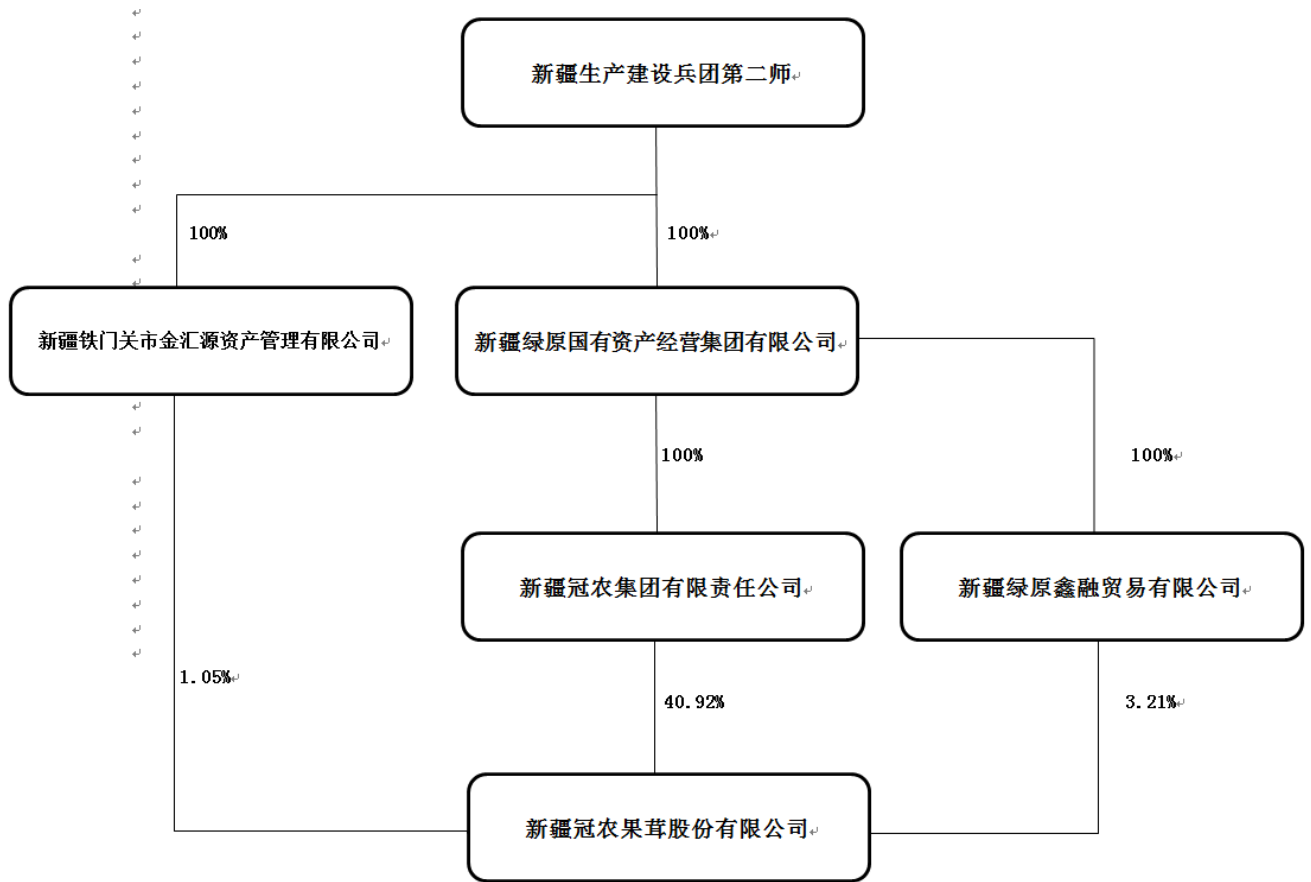 新疆生产建设兵团第二师
100%
100%
新疆铁门关市金汇源资产管理有限公司
新疆绿原国有资产经营集团有限公司
100%
100%
新疆冠农集团有限责任公司
新疆绿原鑫融贸易有限公司
1.05%
40.92%
3.21%
新疆冠农果茸股份有限公司